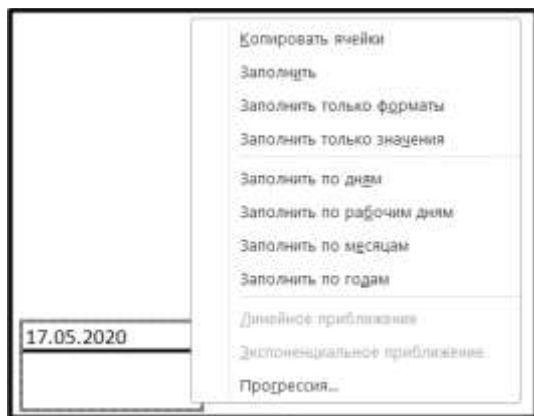 Копировать ячейки
Заполнить
Заполнить только форматы
Заполнить только значения
Заполнить по дням
Заполнить по рабочим дням
Заполнить по месяцам
Заполнить по годам
Линейное приближение
Экспоненциальное приближение
Прогрессия...
17.05.2020